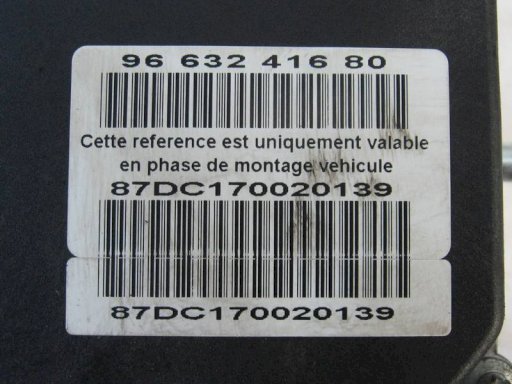 96 632 416 80
Cette reference est uniquement valable
en phase de montage vehicule
87DC170020139
87DC170020139